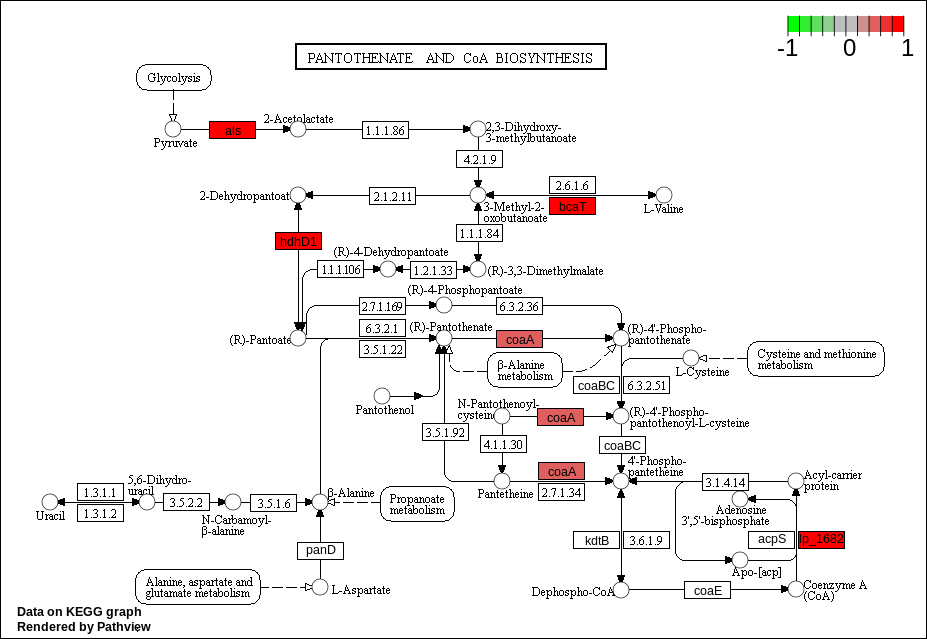 -1 0 1
PANTOTHENATE AND CoA BIOSYNTHESIS
Glycolysis
2-Acetolactate
als
1.1.1.86
2,3-Dihydroxy-
3-methylbutanoate
Pyruvate
4.2.1.9
2.6.1.6
2-Dehydropantoat
2.1.2.11
bcaT
3-Methyl-2-
oxobutanoate
L-Valine
1.1.1.84
hdhD1
(R)-4-Dehydropantoate
1.1.1.106
1.2.1.33
(R)-3,3-Dimethylmalate
(R)-4-Phosphopantoate
2.7.1.169
6.3.2.36
6.3.2.1
(R)-Pantothenate
(R)-4'-Phospho-
pantothenate
(R)-Pantoate
coaA
3.5.1.22
β-Alanine
metabolism
Cysteine and methionine
metabolism
L-Cysteine
coaBC
6.3.2.51
Pantothenol
N-Pantothenoyl-
cysteine
coaA
(R)-4'-Phospho-
pantothenoyl-L-cysteine
3.5.1.92
4.1.1.30
coaBC
4'-Phospho-
pantetheine
coaA
Pantetheine
2.7.1.34
3.1.4.14
Acyl-carrier
protein
5,6-Dihydro-
uracil
1.3.1.1
3.5.2.2
3.5.1.6
β-Alanine
Propanoate
metabolism
Uracil
1.3.1.2
N-Carbamoyl-
β-alanine
Adenosine
3',5'-bisphosphate
kdtB
3.6.1.9
acpS
lp_1682
panD
Apo-[acp]
Alanine, aspartate and
glutamate metabolism
L-Aspartate
Dephospho-CoA
coaE
Coenzyme A
(CoA)
Data on KEGG graph
Rendered by Pathview